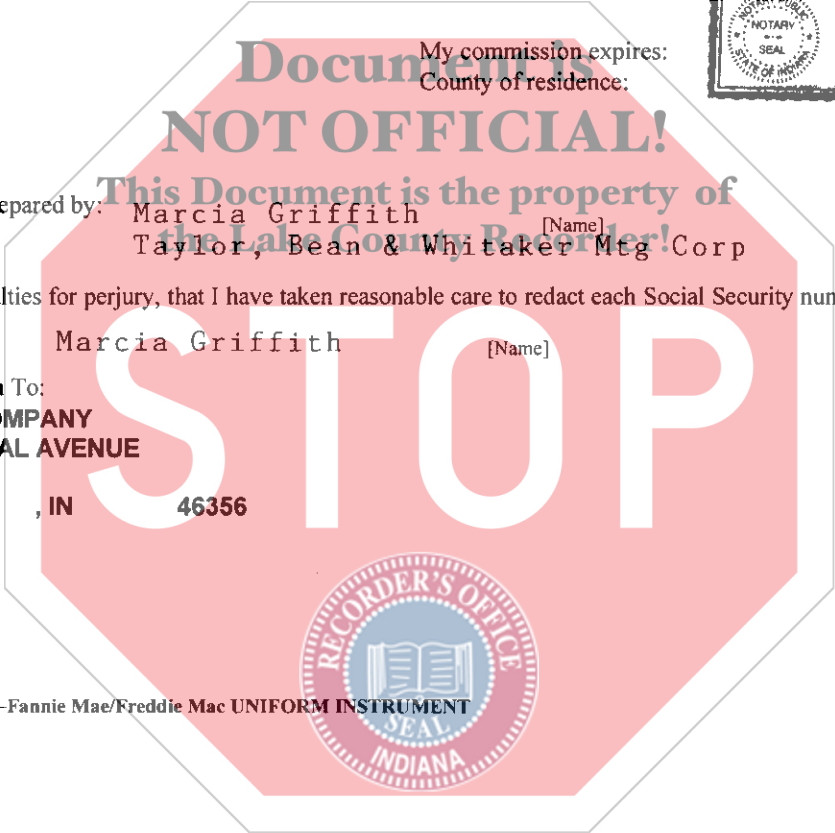 NOTARY PUBLIC
NOTARY
SEAL
STATE OF INDIANA
My commission expires:
Document is
County of residence:
NOT OFFICIAL!
This Document is the property of
epared by: Marcia Griffith
[Name]
the Lake County Recorder!
Taylor, Bean & Whitaker Mtg Corp
lties for perjury, that I have taken reasonable care to redact each Social Security num
STOP
Marcia Griffith [Name]
To:
OMPANY
AL AVENUE
, IN 46356
RECORDER'S OFFICE
-Fannie Mae/Freddie Mac UNIFORM INSTRUMENT
SEAL
INDIANA